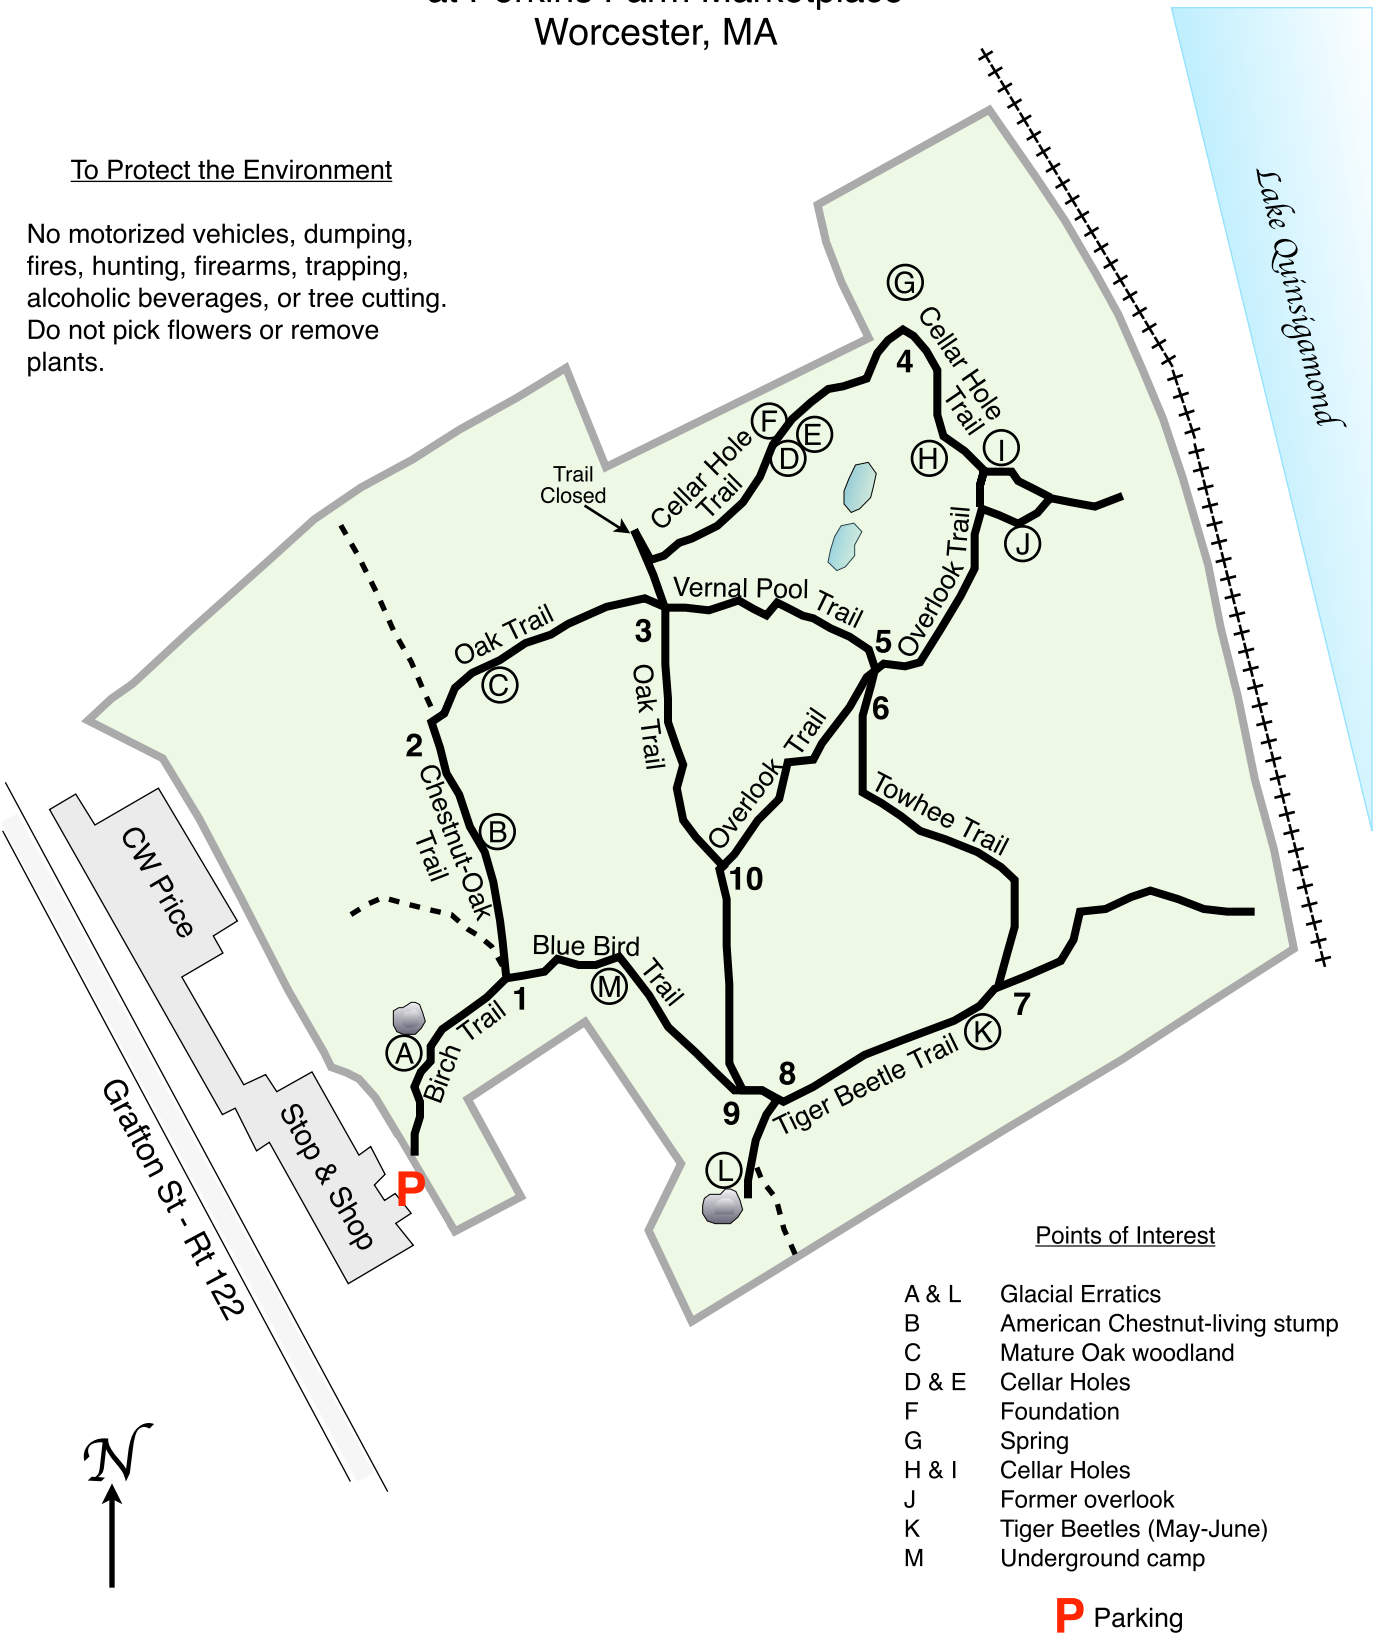 at Perkins Farm Marketplace
Worcester, MA
To Protect the Environment
No motorized vehicles, dumping,
fires, hunting, firearms, trapping,
alcoholic beverages, or tree cutting.
Do not pick flowers or remove
plants.
Lake Quinsigamond
G
4
Cellar Hole
Trail
F
E
D
H
I
J
Cellar Hole
Trail
Trail
Closed
Vernal Pool Trail
Overlook Trail
3
5
6
Oak Trail
C
Oak Trail
2
Chestnut-Oak
Trail
B
Overlook Trail
10
Towhee Trail
CW Price
Blue Bird Trail
M
1
A
Birch Trail
7
K
8
9
Tiger Beetle Trail
L
P
Stop & Shop
Grafton St - Rt 122
N
Points of Interest
A & L Glacial Erratics
B American Chestnut-living stump
C Mature Oak woodland
D & E Cellar Holes
F Foundation
G Spring
H & I Cellar Holes
J Former overlook
K Tiger Beetles (May-June)
M Underground camp
P Parking